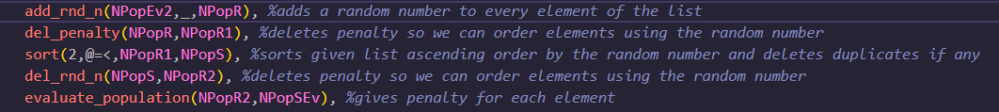 add_rnd_n(NPopEv2,_,NPopR), %adds a random number to every element of the list
del_penalty(NPopR,NPopR1), %deletes penalty so we can order elements using the random number
sort(2,@=<,NPopR1,NPopS), %sorts given list ascending order by the random number and deletes duplicates if any
del_rnd_n(NPopS,NPopR2), %deletes penalty so we can order elements using the random number
evaluate_population(NPopR2,NPopSEv), %gives penalty for each element